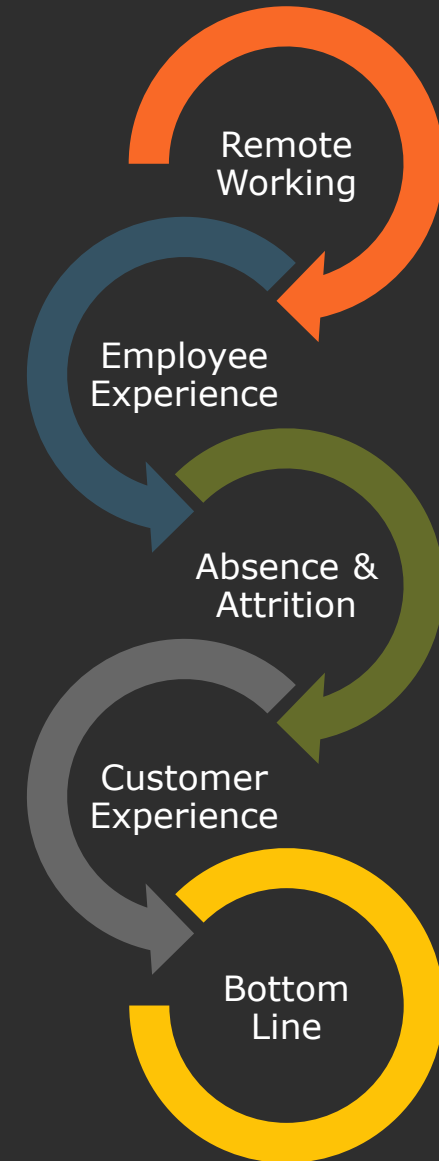 Remote
Working
Employee
Experience
Absence &
Attrition
Customer
Experience
Bottom
Line